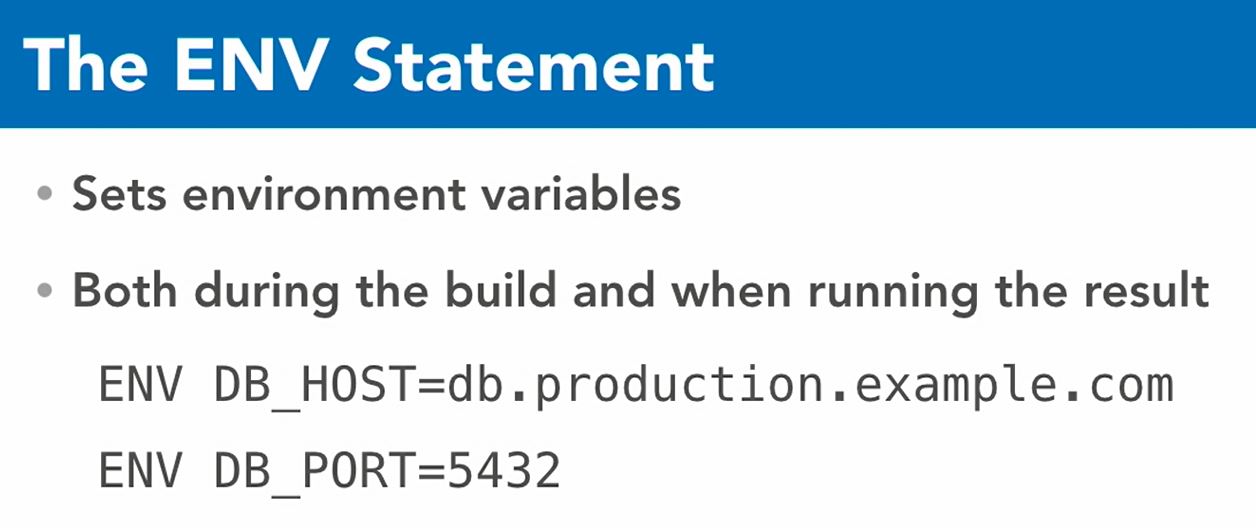 The ENV Statement
• Sets environment variables
• Both during the build and when running the result
ENV DB_HOST=db.production.example.com
ENV DB_PORT=5432